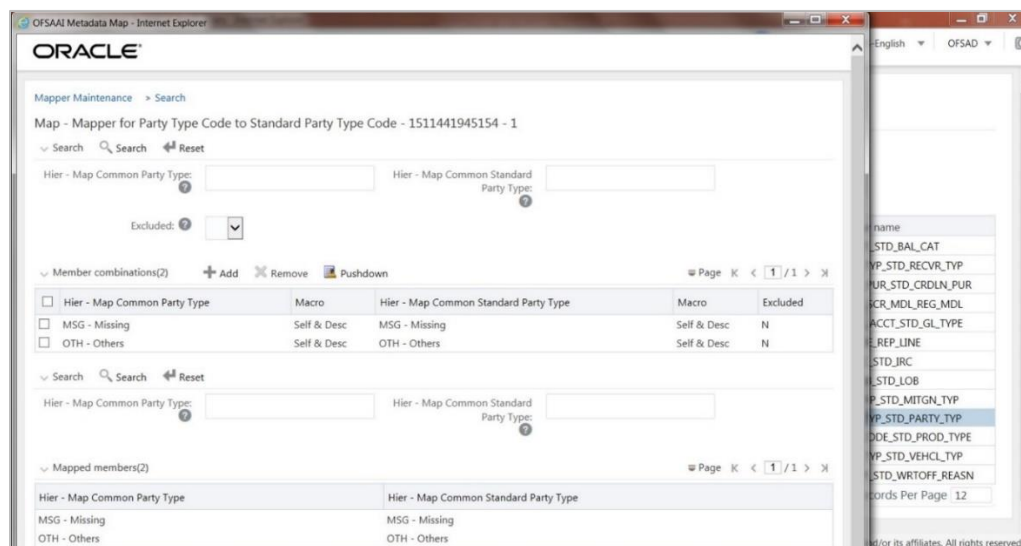 OFSAAI Metadata Map - Internet Explorer
ORACLE
-English OFSAD
Mapper Maintenance > Search
Map - Mapper for Party Type Code to Standard Party Type Code - 1511441945154 - 1
Search Search Reset
Hier - Map Common Party Type: Hier - Map Common Standard
Party Type:
Excluded:
Member combinations(2) Add Remove Pushdown Page 1 / 1
Hier - Map Common Party Type Macro Hier - Map Common Standard Party Type Macro Excluded
MSG - Missing Self & Desc MSG - Missing Self & Desc N
OTH - Others Self & Desc OTH - Others Self & Desc N
Search Search Reset
Hier - Map Common Party Type: Hier - Map Common Standard
Party Type:
Mapped members(2) Page 1 / 1
Hier - Map Common Party Type Hier - Map Common Standard Party Type
MSG - Missing MSG - Missing
OTH - Others OTH - Others
name
_STD_BAL_CAT
YP_STD_RECVR_TYP
PUR_STD_CRDLN_PUR
SCR_MDL_REG_MDL
ACCT_STD_GL_TYPE
E_REP_LINE
STD_IRC
_STD_LOB
P_STD_MITGN_TYP
YP_STD_PARTY_TYP
ODE_STD_PROD_TYPE
YP_STD_VEHCL_TYP
_STD_WRTOFF_REASN
cords Per Page 12
d/or its affiliates. All rights reserved